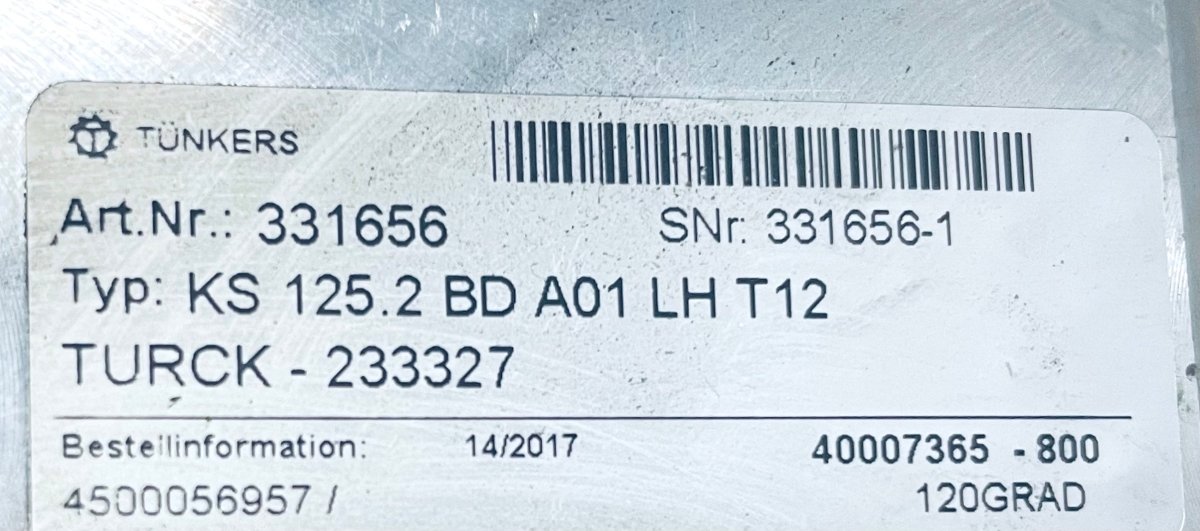 TÜNKERS
Art.Nr.: 331656 SNr: 331656-1
Typ: KS 125.2 BD A01 LH T12
TURCK - 233327
Bestellinformation: 14/2017 40007365 - 800
4500056957 / 120GRAD